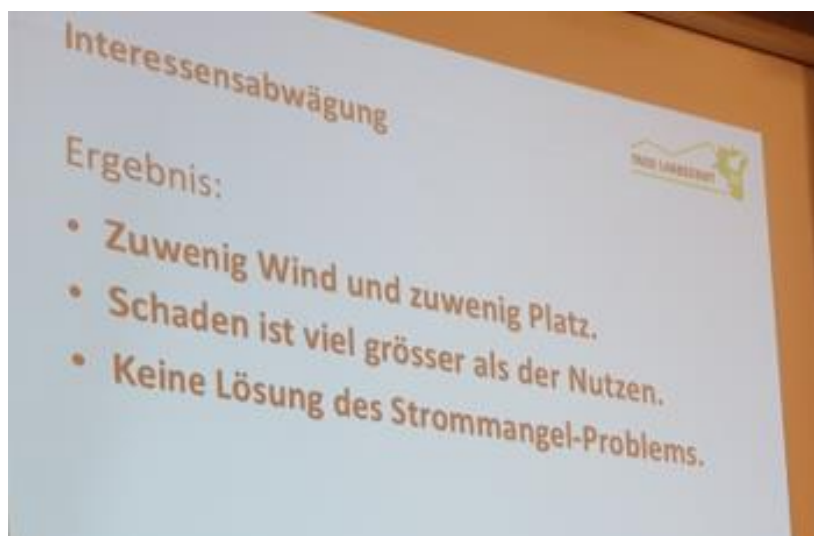 Interessensabwägung
Ergebnis:
• Zuwenig Wind und zuwenig Platz.
• Schaden ist viel grösser als der Nutzen.
• Keine Lösung des Strommangel-Problems.